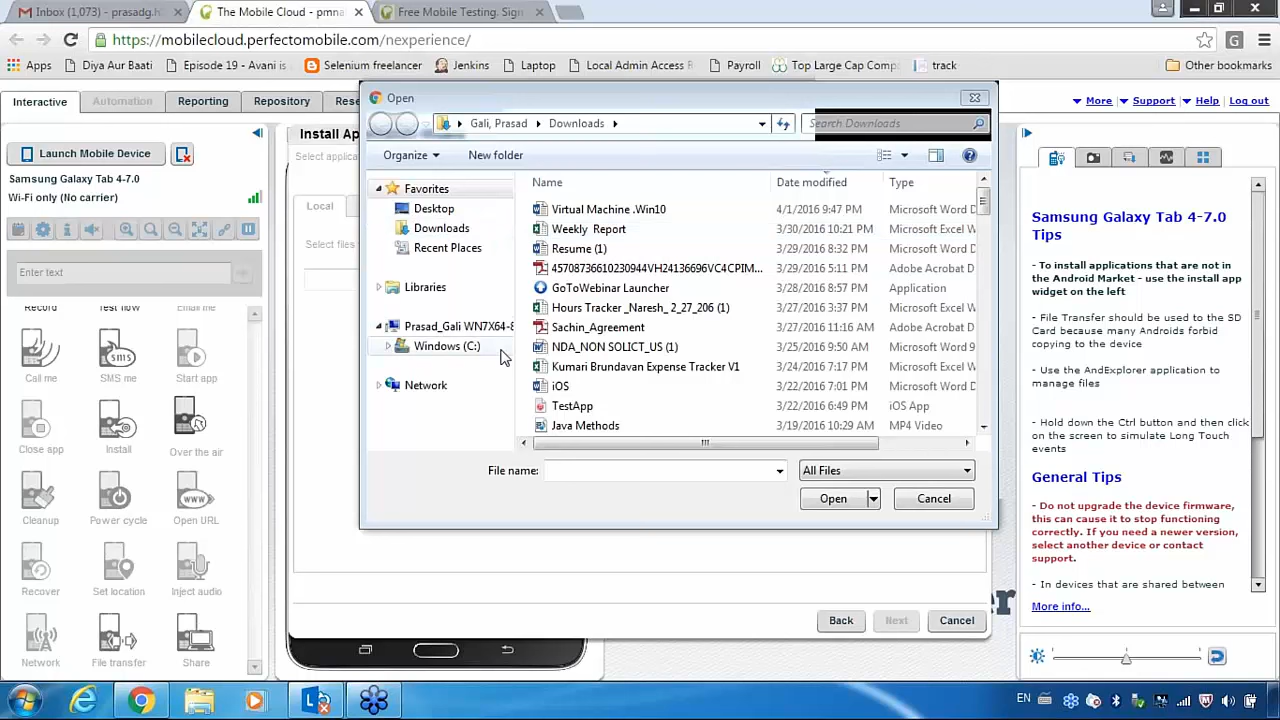 Inbox (1,073) - prasadg.h
The Mobile Cloud - pmna
Free Mobile Testing. Sign
https://mobilecloud.perfectomobile.com/nexperience/
Apps
Diya Aur Baati
Episode 19 - Avani is
Selenium freelancer
Jenkins
Laptop
Local Admin Access R
Payroll
Top Large Cap Comp
track
Other bookmarks
Interactive
Automation
Reporting
Repository
Rese
More
Support
Help
Log out
Launch Mobile Device
Samsung Galaxy Tab 4-7.0
Wi-Fi only (No carrier)
Enter text
Record
Test now
Call me
SMS me
Start app
Close app
Install
Over the air
Cleanup
Power cycle
Open URL
Recover
Set location
Inject audio
Network
File transfer
Share
Install Ap
Select applica
Local
Select files
Open
Gali, Prasad
Downloads
Search Downloads
Organize
New folder
Favorites
Desktop
Downloads
Recent Places
Libraries
Prasad_Gali WN7X64-8
Windows (C:)
Network
Name Date modified Type
Virtual Machine .Win10 4/1/2016 9:47 PM Microsoft Word D
Weekly Report 3/30/2016 10:21 PM Microsoft Excel W
Resume (1) 3/29/2016 8:32 PM Microsoft Word D
45708736610230944VH24136696VC4CPIM... 3/29/2016 5:11 PM Adobe Acrobat D
GoToWebinar Launcher 3/28/2016 8:57 PM Application
Hours Tracker _Naresh_ 2_27_206 (1) 3/27/2016 3:37 PM Microsoft Excel W
Sachin_Agreement 3/27/2016 11:16 AM Adobe Acrobat D
NDA_NON SOLICT_US (1) 3/25/2016 9:50 AM Microsoft Word 9
Kumari Brundavan Expense Tracker V1 3/24/2016 7:17 PM Microsoft Excel W
iOS 3/22/2016 7:01 PM Microsoft Word D
TestApp 3/22/2016 6:49 PM iOS App
Java Methods 3/19/2016 10:29 AM MP4 Video
File name:
All Files
Open
Cancel
Back
Next
Cancel
Samsung Galaxy Tab 4-7.0
Tips
- To install applications that are not in
the Android Market - use the install app
widget on the left
- File Transfer should be used to the SD
Card because many Androids forbid
copying to the device
- Use the AndExplorer application to
manage files
- Hold down the Ctrl button and then click
on the screen to simulate Long Touch
events
General Tips
- Do not upgrade the device firmware,
this can cause it to stop functioning
correctly. If you need a newer version,
select another device or contact
support.
- In devices that are shared between
More info...
EN